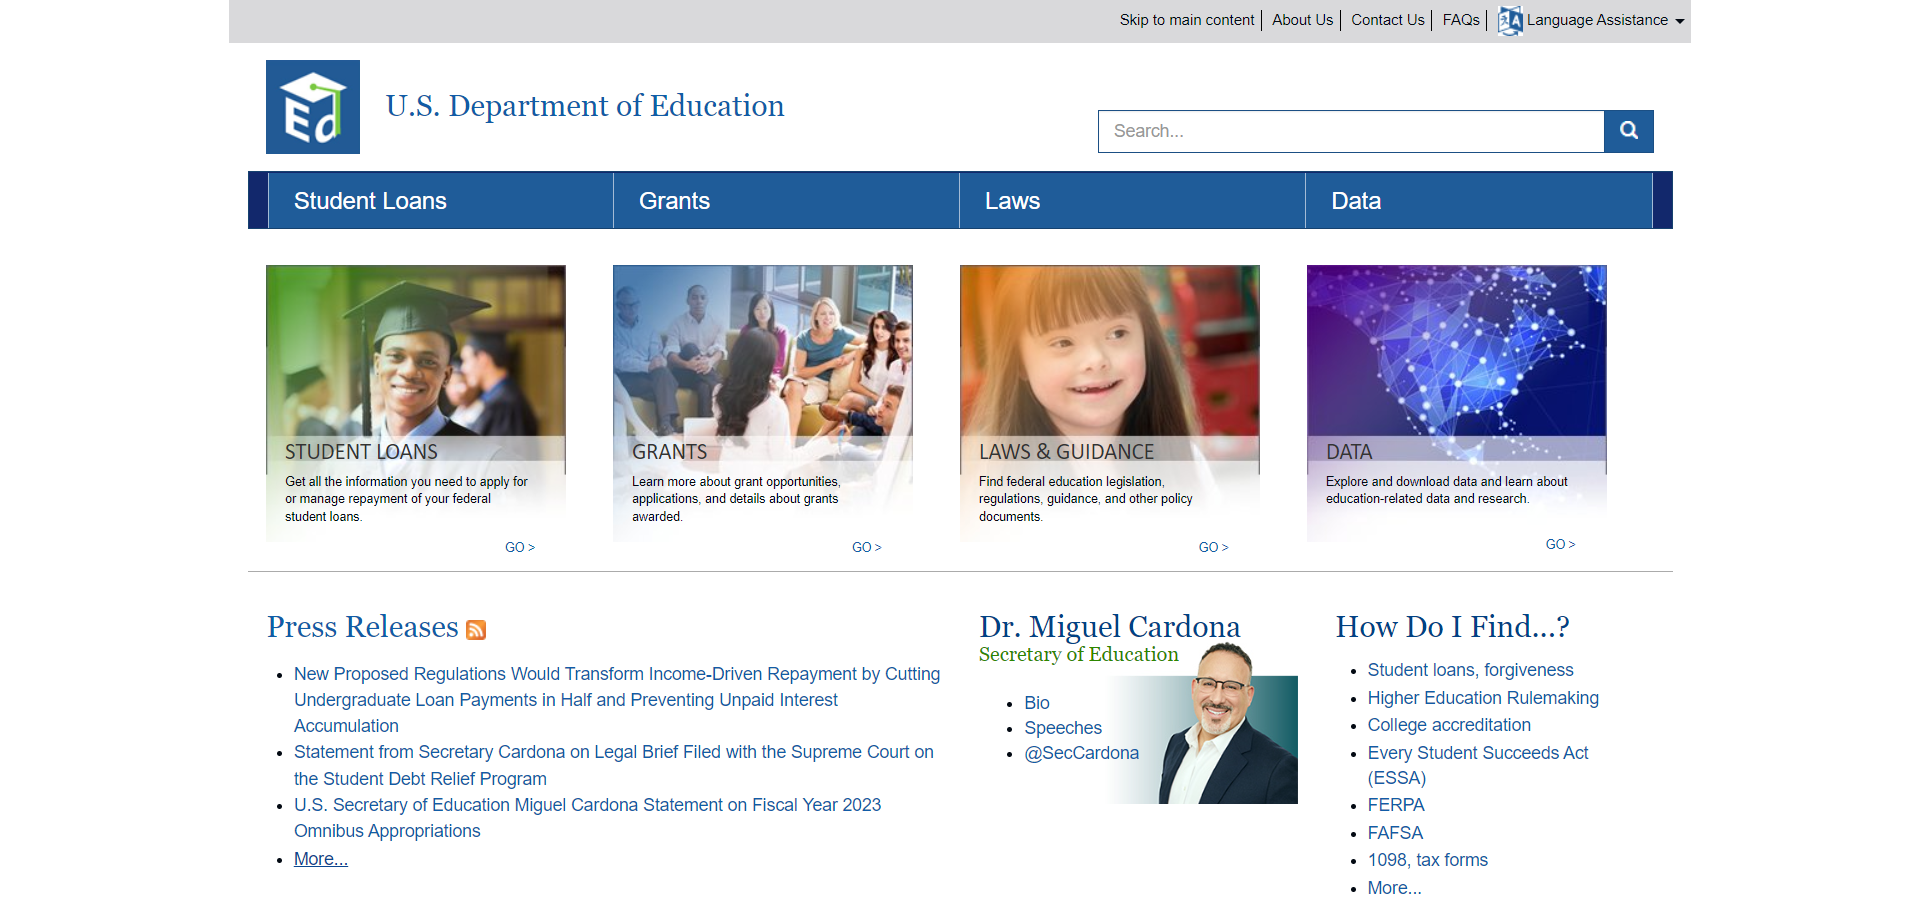 Skip to main content
About Us
Contact Us
FAQs
Language Assistance
Ed
U.S. Department of Education
Search...
Student Loans
Grants
Laws
Data
STUDENT LOANS
Get all the information you need to apply for
or manage repayment of your federal
student loans.
GO >
GRANTS
Learn more about grant opportunities,
applications, and details about grants
awarded.
GO >
LAWS & GUIDANCE
Find federal education legislation,
regulations, guidance, and other policy
documents.
GO >
DATA
Explore and download data and learn about
education-related data and research.
GO >
Press Releases
New Proposed Regulations Would Transform Income-Driven Repayment by Cutting
Undergraduate Loan Payments in Half and Preventing Unpaid Interest
Accumulation
Statement from Secretary Cardona on Legal Brief Filed with the Supreme Court on
the Student Debt Relief Program
U.S. Secretary of Education Miguel Cardona Statement on Fiscal Year 2023
Omnibus Appropriations
More...
Dr. Miguel Cardona
Secretary of Education
Bio
Speeches
@SecCardona
How Do I Find...?
Student loans, forgiveness
Higher Education Rulemaking
College accreditation
Every Student Succeeds Act
(ESSA)
FERPA
FAFSA
1098, tax forms
More...